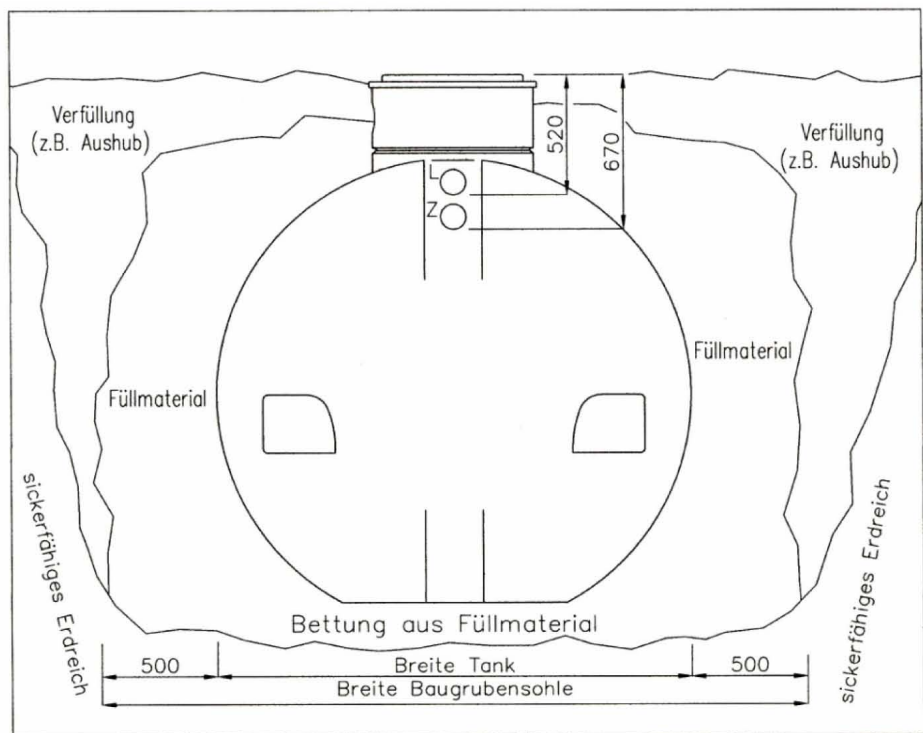 Verfüllung
(z.B. Aushub)
520
670
Verfüllung
(z.B. Aushub)
L
Z
Füllmaterial
Füllmaterial
sickerfähiges Erdreich
sickerfähiges Erdreich
Bettung aus Füllmaterial
500
Breite Tank
500
Breite Baugrubensohle